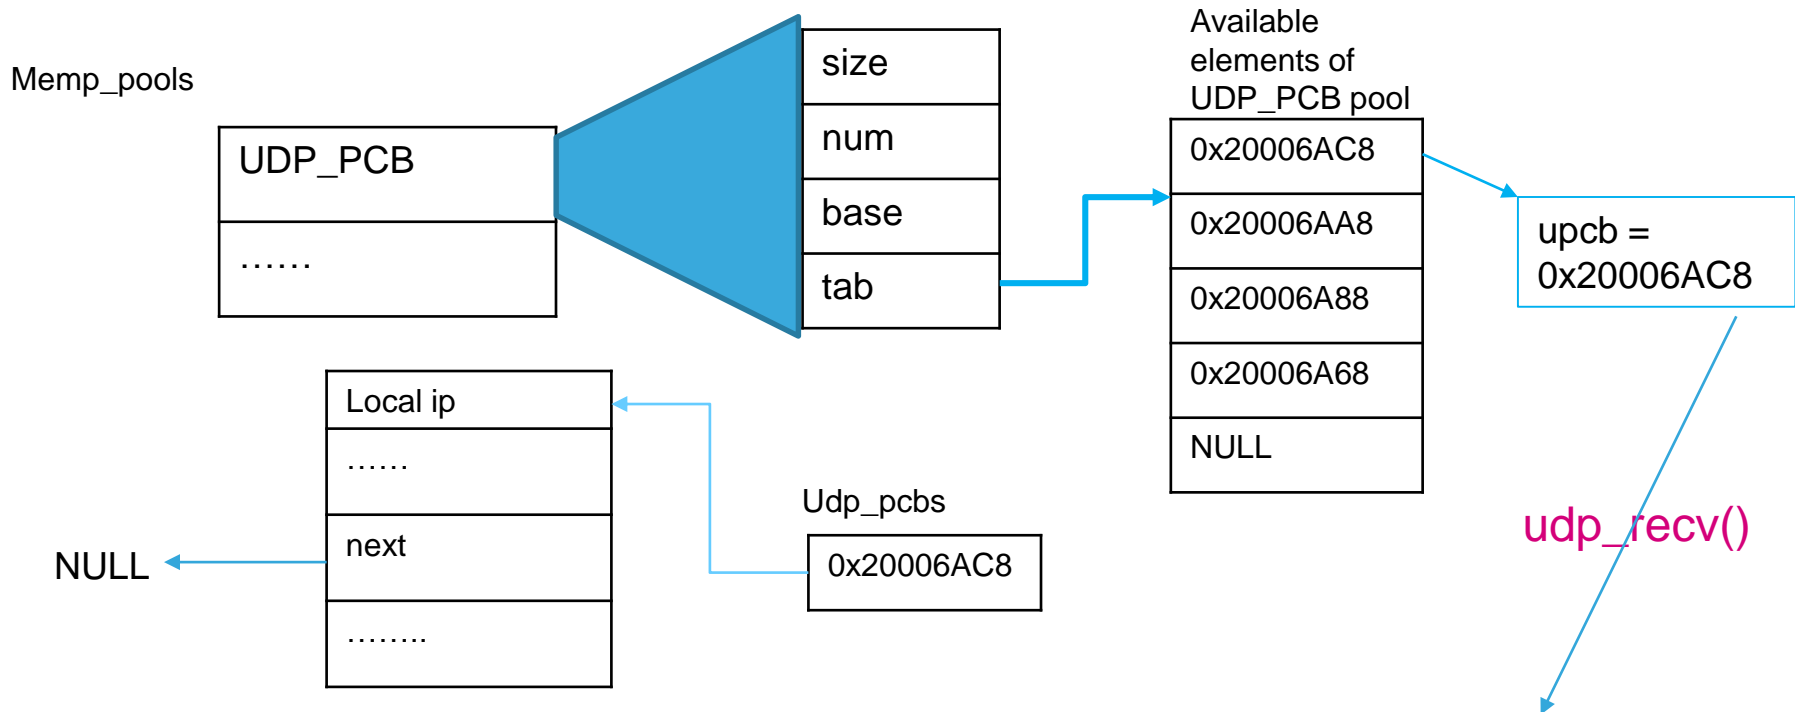 Memp_pools
UDP_PCB
……
size
num
base
tab
Available
elements of
UDP_PCB pool
0x20006AC8
0x20006AA8
0x20006A88
0x20006A68
NULL
upcb =
0x20006AC8
Local ip
……
next
……..
NULL
Udp_pcbs
0x20006AC8
udp_recv()